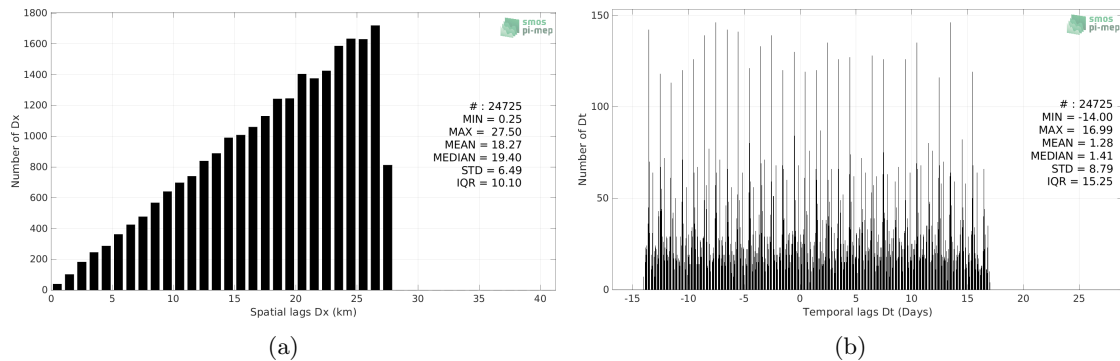 1800
1600
1400
1200
1000
800
600
400
200
0
Number of Dx
0 5 10 15 20 25 30 35 40
Spatial lags Dx (km)
smos
pi-mep
# : 24725
MIN = 0.25
MAX = 27.50
MEAN = 18.27
MEDIAN = 19.40
STD = 6.49
IQR = 10.10
(a)
150
100
50
0
Number of Dt
-15 -10 -5 0 5 10 15 20 25
Temporal lags Dt (Days)
smos
pi-mep
# : 24725
MIN = -14.00
MAX = 16.99
MEAN = 1.28
MEDIAN = 1.41
STD = 8.79
IQR = 15.25
(b)